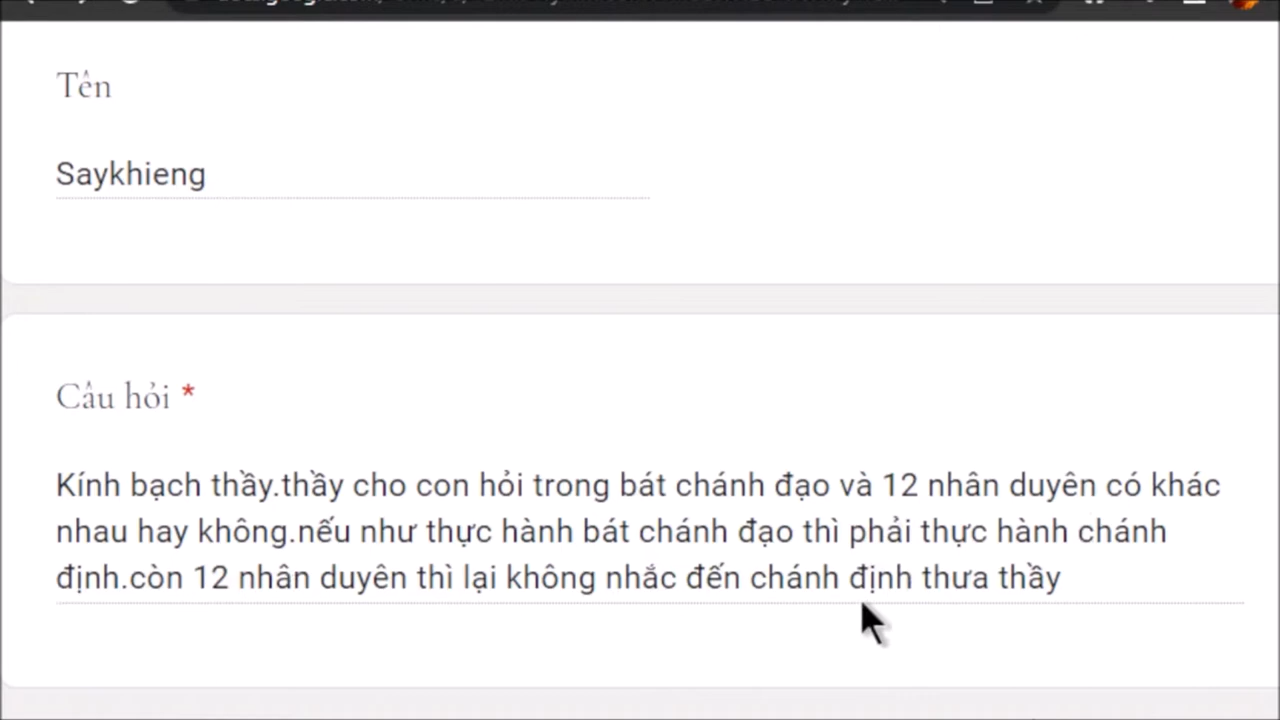 Tên
Saykhieng
Câu hỏi *
Kính bạch thầy.thầy cho con hỏi trong bát chánh đạo và 12 nhân duyên có khác
nhau hay không.nếu như thực hành bát chánh đạo thì phải thực hành chánh
định.còn 12 nhân duyên thì lại không nhắc đến chánh định thưa thầy